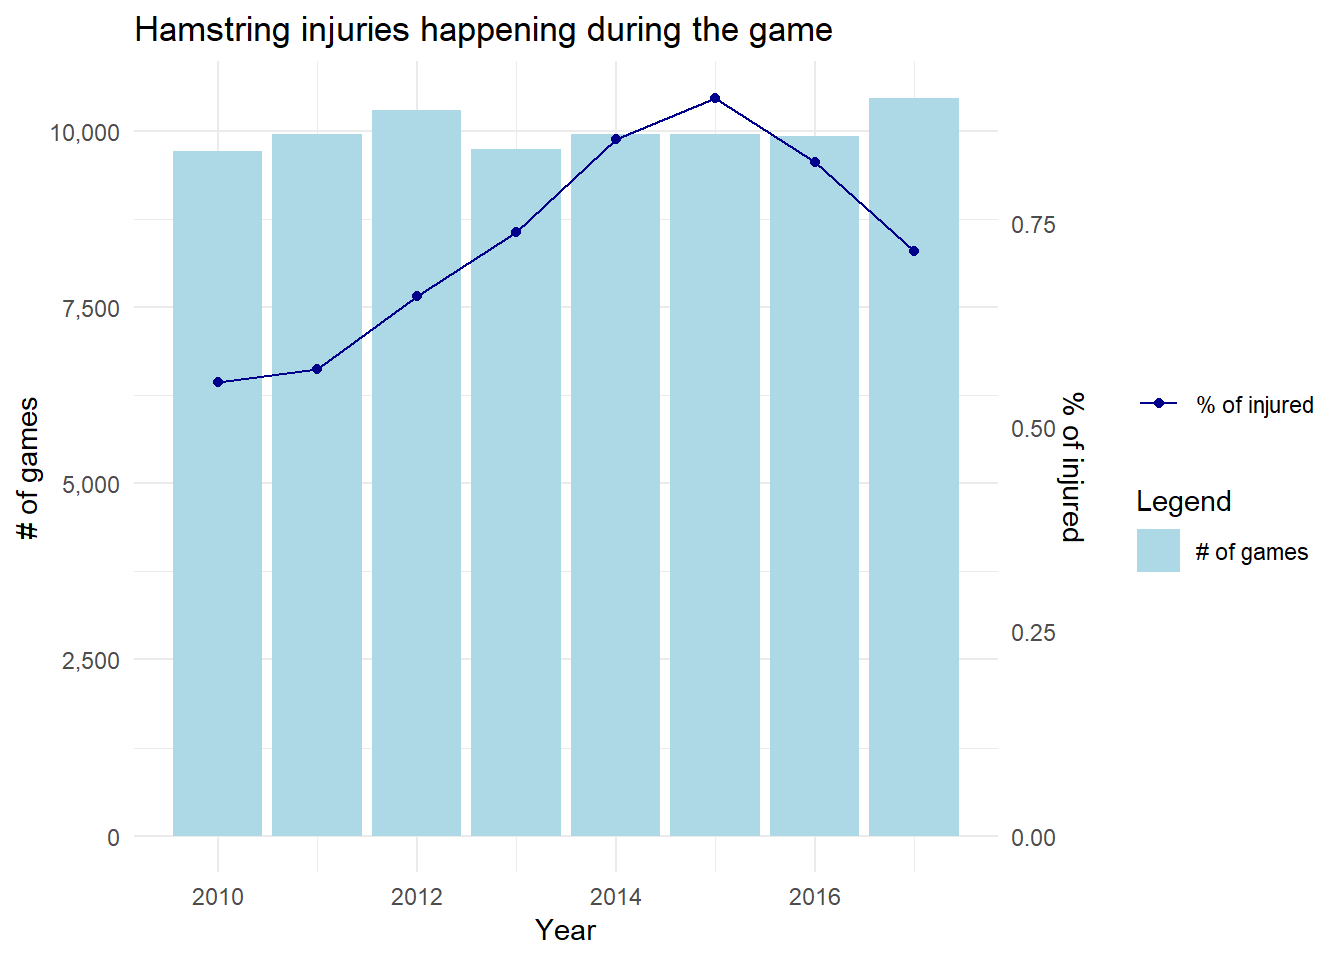 Hamstring injuries happening during the game
# of games
10,000
7,500
5,000
2,500
0
0.75
0.50
0.25
0.00
% of injured
2010
2012
2014
2016
Year
% of injured
Legend
# of games